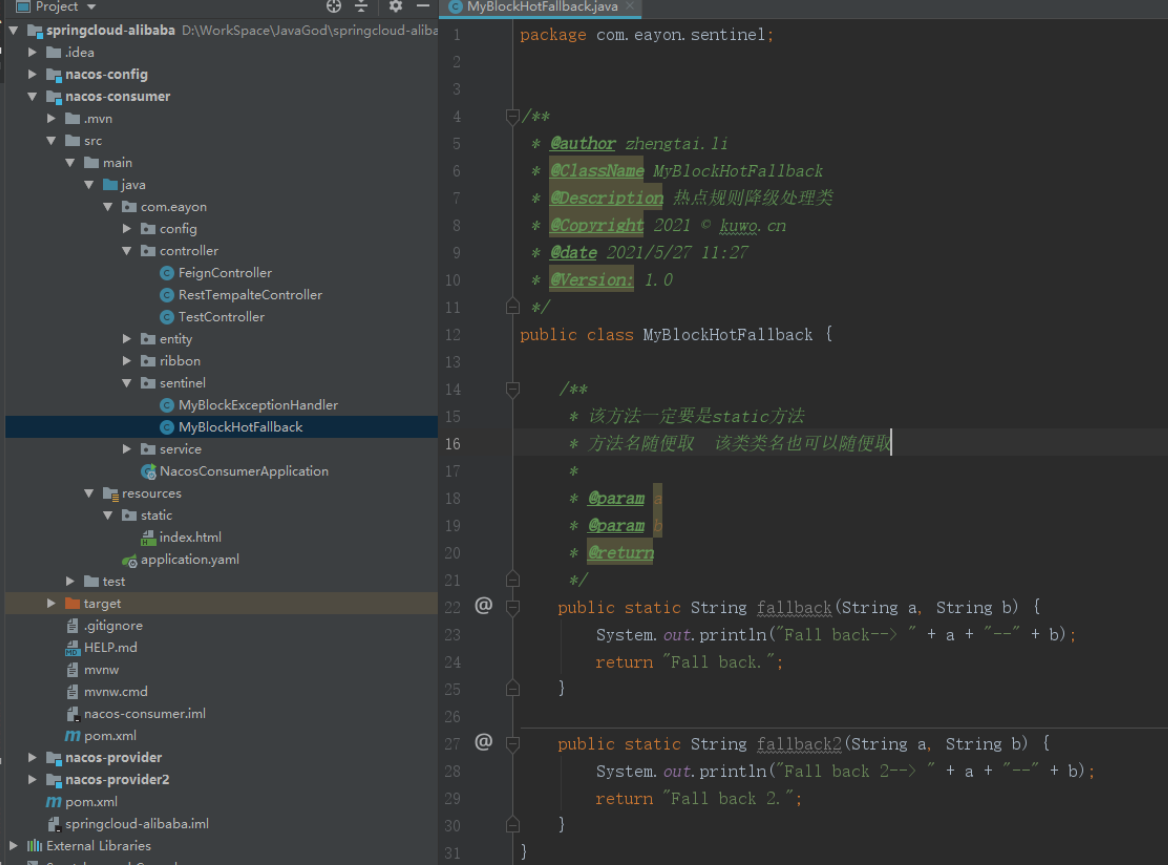 Project
springcloud-alibaba D:\WorkSpace\JavaGod\springcloud-aliba
.idea
nacos-config
nacos-consumer
.mvn
src
main
java
com.eayon
config
controller
FeignController
RestTempalteController
TestController
entity
ribbon
sentinel
MyBlockExceptionHandler
MyBlockHotFallback
service
NacosConsumerApplication
resources
static
index.html
application.yaml
test
target
.gitignore
HELP.md
mvnw
mvnw.cmd
nacos-consumer.iml
pom.xml
nacos-provider
nacos-provider2
pom.xml
springcloud-alibaba.iml
External Libraries
MyBlockHotFallback.java
1 package com.eayon.sentinel;
2
3
4 /**
5 * @author zhengtai.li
6 * @ClassName MyBlockHotFallback
7 * @Description 热点规则降级处理类
8 * @Copyright 2021 © kuwo.cn
9 * @date 2021/5/27 11:27
10 * @Version: 1.0
11 */
12 public class MyBlockHotFallback {
13
14 /**
15 * 该方法一定要是static方法
16 * 方法名随便取 该类类名也可以随便取
17 *
18 * @param a
19 * @param b
20 * @return
21 */
22 @ public static String fallback(String a, String b) {
23 System.out.println("Fall back--> " + a + "--" + b);
24 return "Fall back.";
25 }
26
27 @ public static String fallback2(String a, String b) {
28 System.out.println("Fall back 2--> " + a + "--" + b);
29 return "Fall back 2.";
30 }
31 }